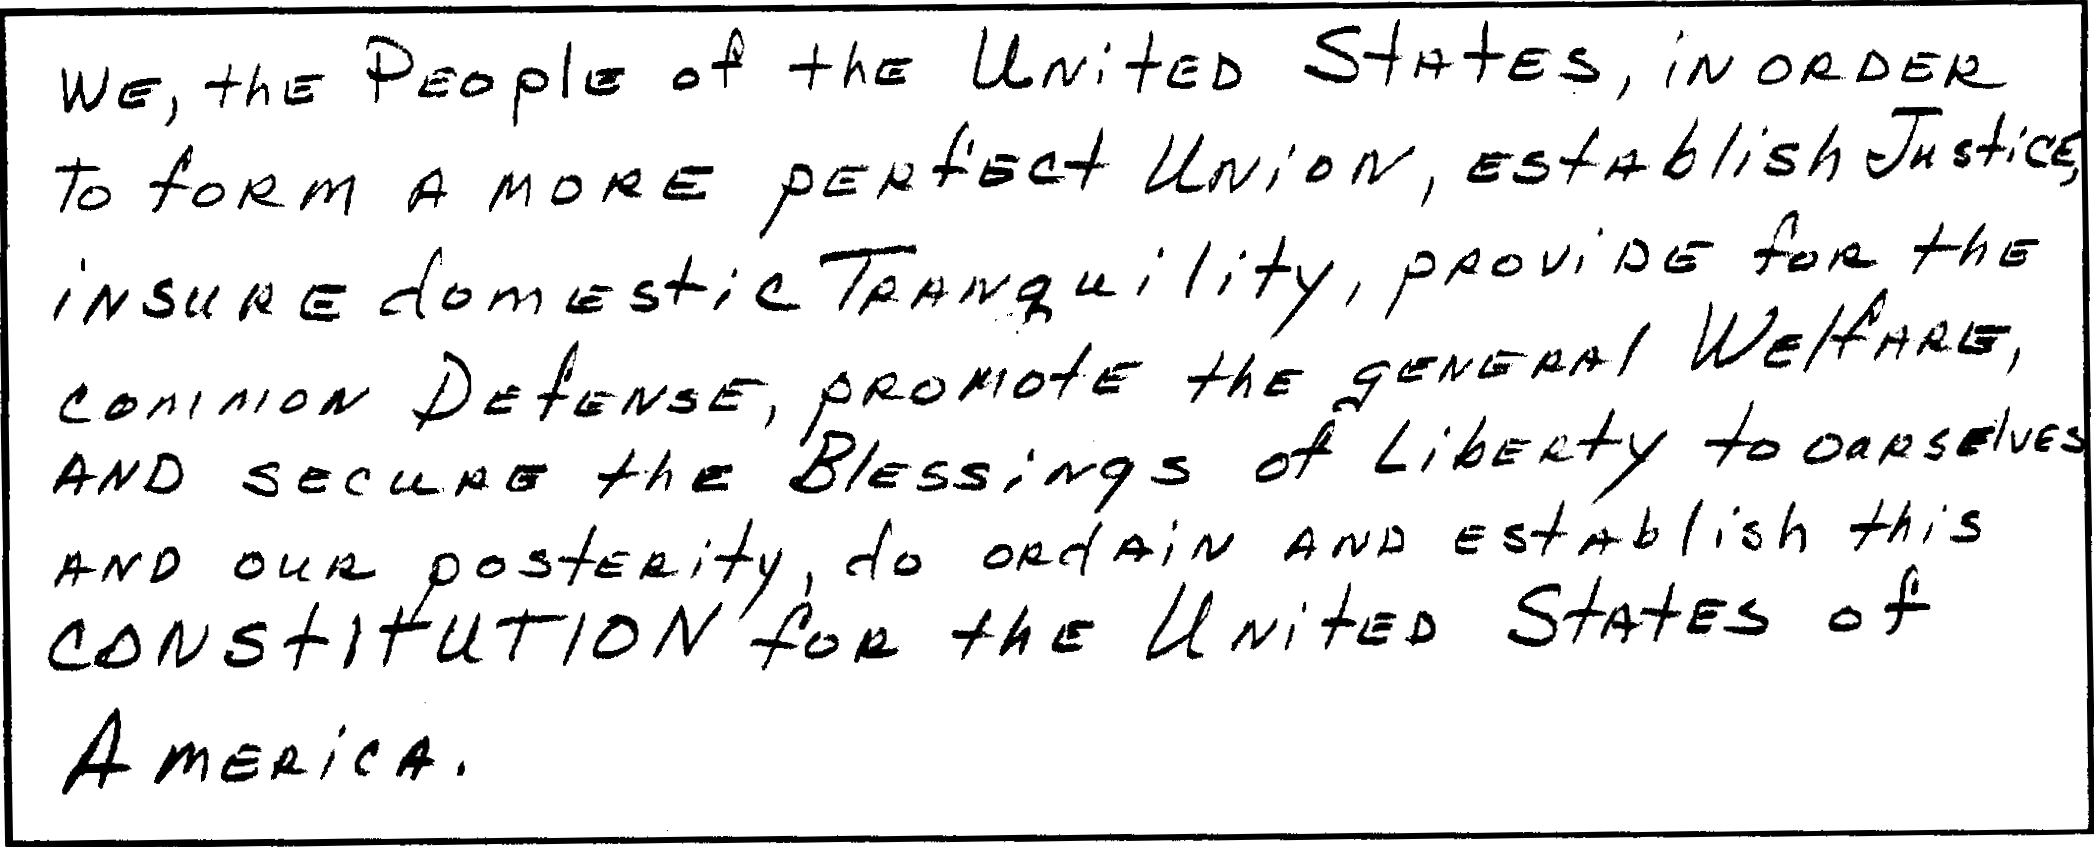 We, the People of the United States, in order
to form a more perfect Union, establish Justice,
insure domestic Tranquility, provide for the
common Defense, promote the general Welfare,
and secure the Blessings of Liberty to ourselves
and our posterity, do ordain and establish this
CONSTITUTION for the United States of
America.